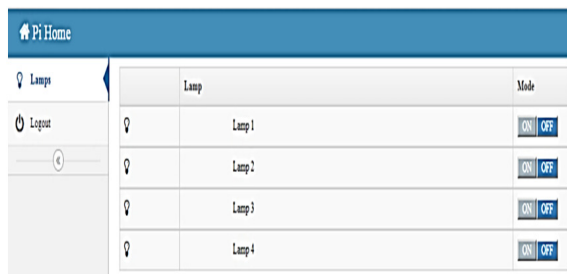 Pi Home
Lamps
Logout
Lamp Mode
Lamp 1 ON OFF
Lamp 2 ON OFF
Lamp 3 ON OFF
Lamp 4 ON OFF